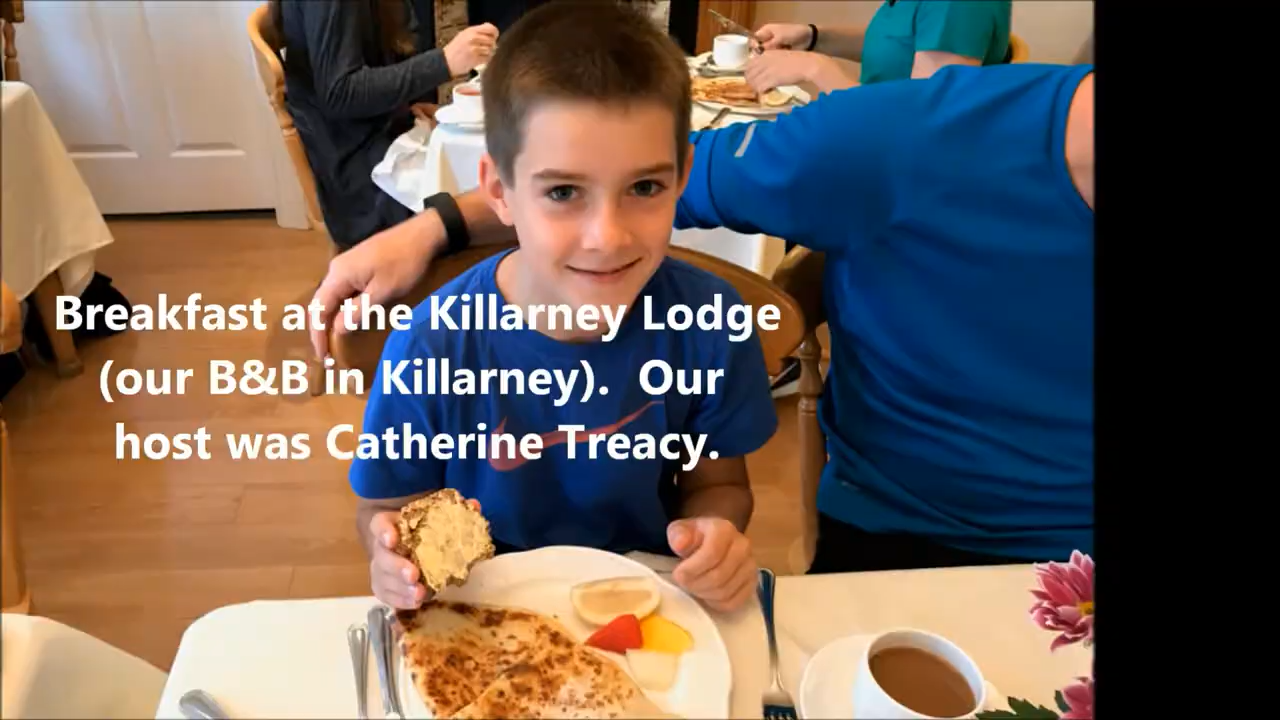 Breakfast at the Killarney Lodge
(our B&B in Killarney).  Our
host was Catherine Treacy.